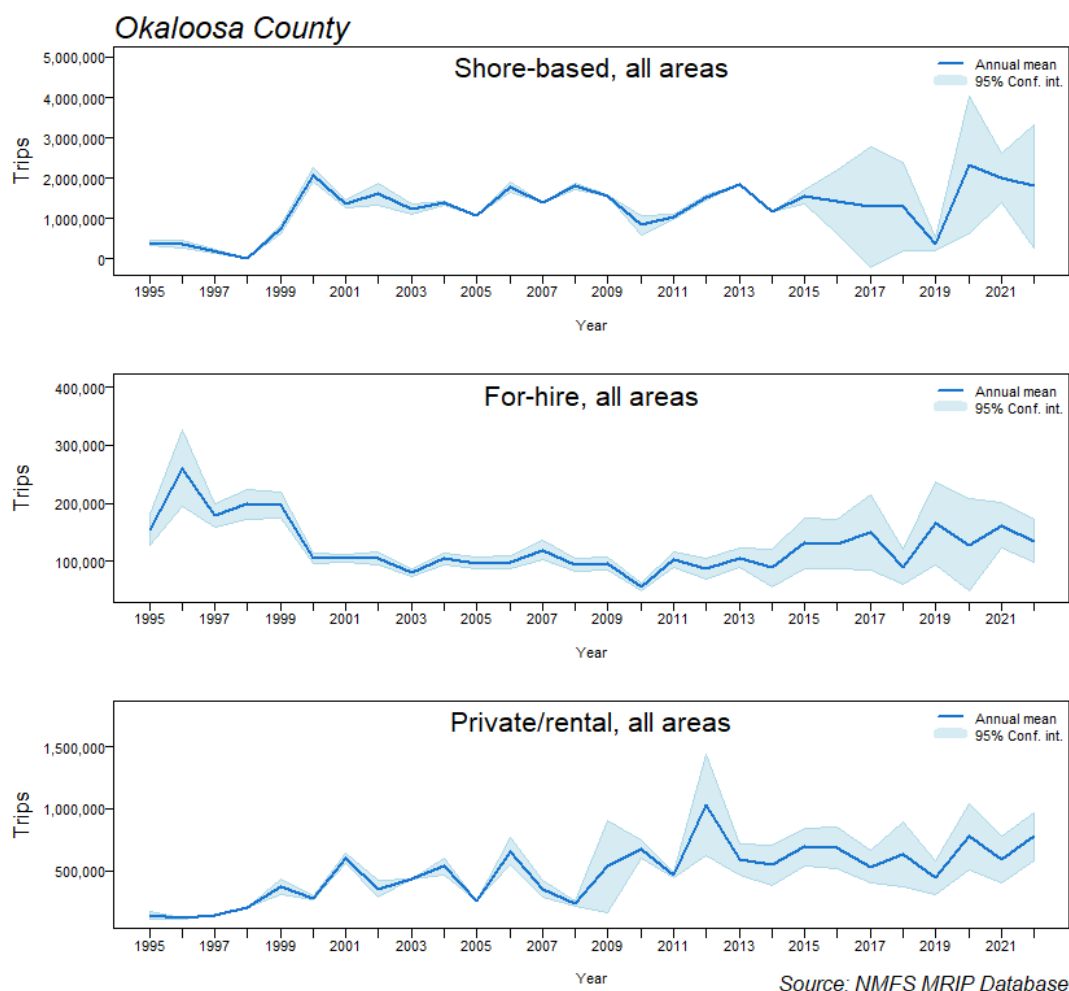 Okaloosa County
Shore-based, all areas
Annual mean
95% Conf. int.
Trips
5,000,000
4,000,000
3,000,000
2,000,000
1,000,000
0
1995 1997 1999 2001 2003 2005 2007 2009 2011 2013 2015 2017 2019 2021
Year
For-hire, all areas
Annual mean
95% Conf. int.
Trips
400,000
300,000
200,000
100,000
1995 1997 1999 2001 2003 2005 2007 2009 2011 2013 2015 2017 2019 2021
Year
Private/rental, all areas
Annual mean
95% Conf. int.
Trips
1,500,000
1,000,000
500,000
1995 1997 1999 2001 2003 2005 2007 2009 2011 2013 2015 2017 2019 2021
Year
Source: NMFS MRIP Database